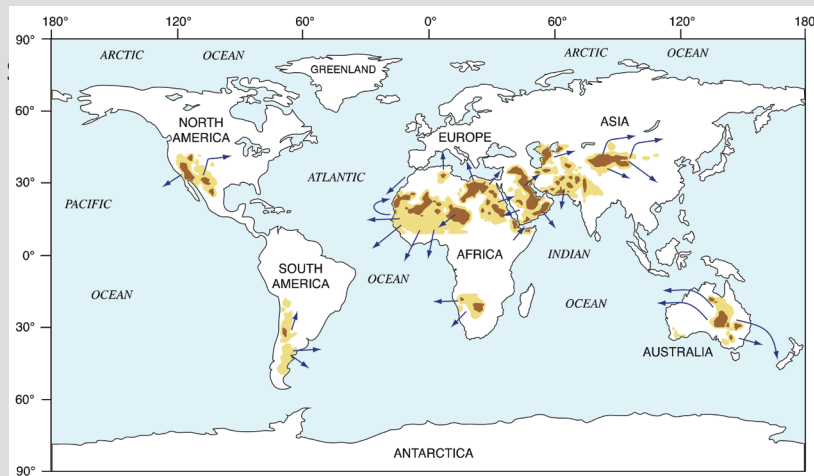 180° 120° 60° 0° 60° 120° 180
90°
ARCTIC OCEAN ARCTIC OCEAN
GREENLAND
60°
NORTH
AMERICA
EUROPE
ASIA
ATLANTIC
30°
PACIFIC
0°
AFRICA
INDIAN
SOUTH
AMERICA
OCEAN
OCEAN
OCEAN
30°
AUSTRALIA
60°
ANTARCTICA
90°